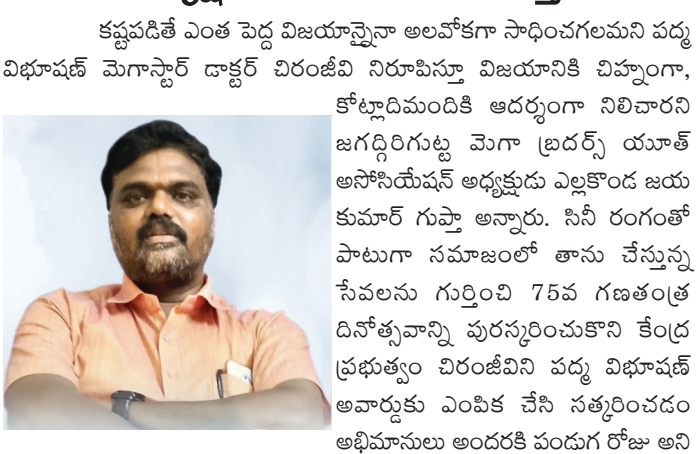 కష్టపడితే ఎంత పెద్ద విజయాన్నైనా అలవోకగా సాధించగలమని పద్మ
విభూషణ్ మెగాస్టార్ డాక్టర్ చిరంజీవి నిరూపిస్తూ విజయానికి చిహ్నంగా,
కోట్లాదిమందికి ఆదర్శంగా నిలిచారని
జగద్గిరిగుట్ట మెగా బ్రదర్స్ యూత్
అసోసియేషన్ అధ్యక్షుడు ఎల్లకొండ జయ
కుమార్ గుప్తా అన్నారు. సినీ రంగంతో
పాటుగా సమాజంలో తాను చేస్తున్న
సేవలను గుర్తించి 75వ గణతంత్ర
దినోత్సవాన్ని పురస్కరించుకొని కేంద్ర
ప్రభుత్వం చిరంజీవిని పద్మ విభూషణ్
అవార్డుకు ఎంపిక చేసి సత్కరించడం
అభిమానులు అందరకి పండుగ రోజు అని